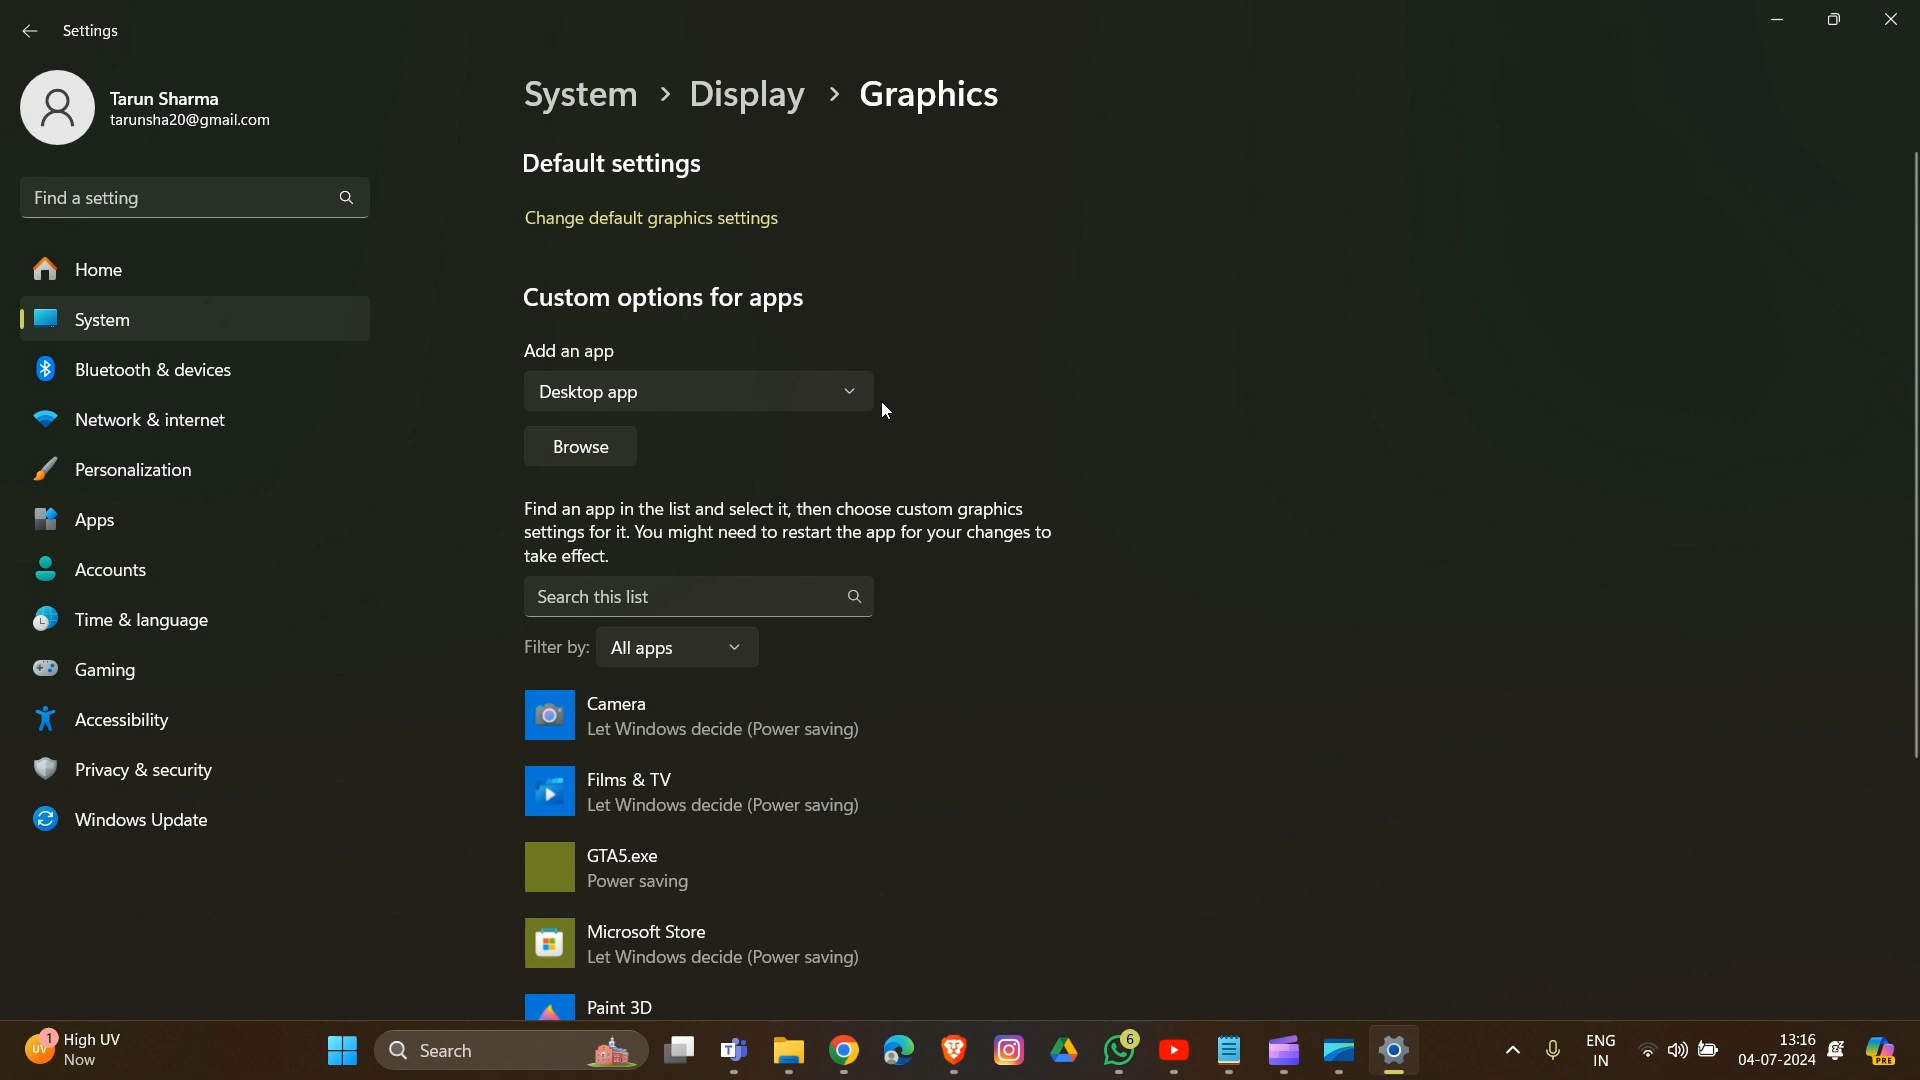 Settings
Tarun Sharma
tarunsha20@gmail.com
Find a setting
Home
System
Bluetooth & devices
Network & internet
Personalization
Apps
Accounts
Time & language
Gaming
Accessibility
Privacy & security
Windows Update
System > Display > Graphics
Default settings
Change default graphics settings
Custom options for apps
Add an app
Desktop app
Browse
Find an app in the list and select it, then choose custom graphics
settings for it. You might need to restart the app for your changes to
take effect.
Search this list
Filter by: All apps
Camera
Let Windows decide (Power saving)
Films & TV
Let Windows decide (Power saving)
GTA5.exe
Power saving
Microsoft Store
Let Windows decide (Power saving)
Paint 3D
UV 1 High UV
Now
Search
6
ENG
IN
13:16
04-07-2024
PRE